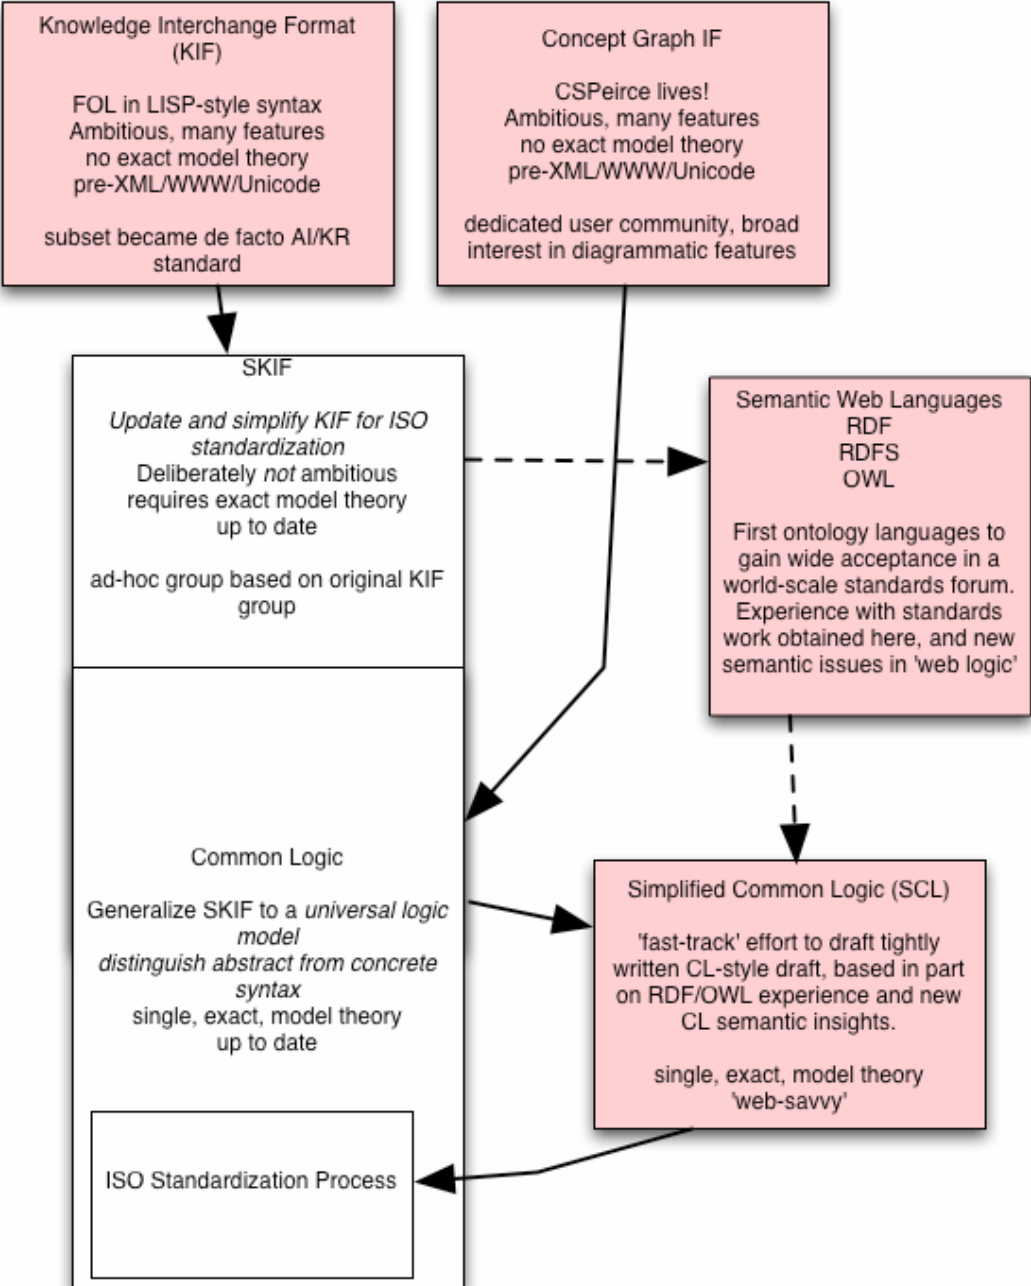 Knowledge Interchange Format
(KIF)
FOL in LISP-style syntax
Ambitious, many features
no exact model theory
pre-XML/WWW/Unicode
subset became de facto AI/KR
standard
Concept Graph IF
CSPeirce lives!
Ambitious, many features
no exact model theory
pre-XML/WWW/Unicode
dedicated user community, broad
interest in diagrammatic features
SKIF
Update and simplify KIF for ISO
standardization
Deliberately not ambitious
requires exact model theory
up to date
ad-hoc group based on original KIF
group
Semantic Web Languages
RDF
RDFS
OWL
First ontology languages to
gain wide acceptance in a
world-scale standards forum.
Experience with standards
work obtained here, and new
semantic issues in 'web logic'
Common Logic
Generalize SKIF to a universal logic
model
distinguish abstract from concrete
syntax
single, exact, model theory
up to date
Simplified Common Logic (SCL)
'fast-track' effort to draft tightly
written CL-style draft, based in part
on RDF/OWL experience and new
CL semantic insights.
single, exact, model theory
'web-savvy'
ISO Standardization Process